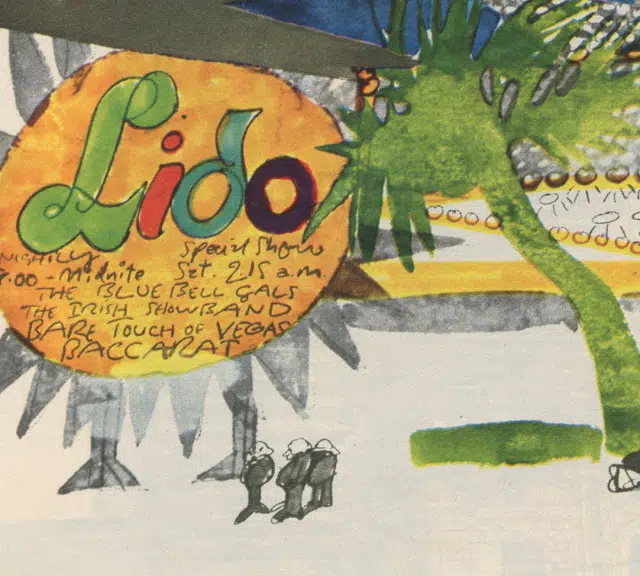 Lido
NIGHTLY Special Show
8:00 - Midnite Sat. 2.15 a.m.
THE BLUE BELL GALS
THE IRISH SHOWBAND
BARE TOUCH OF VEGAS
BACCARAT